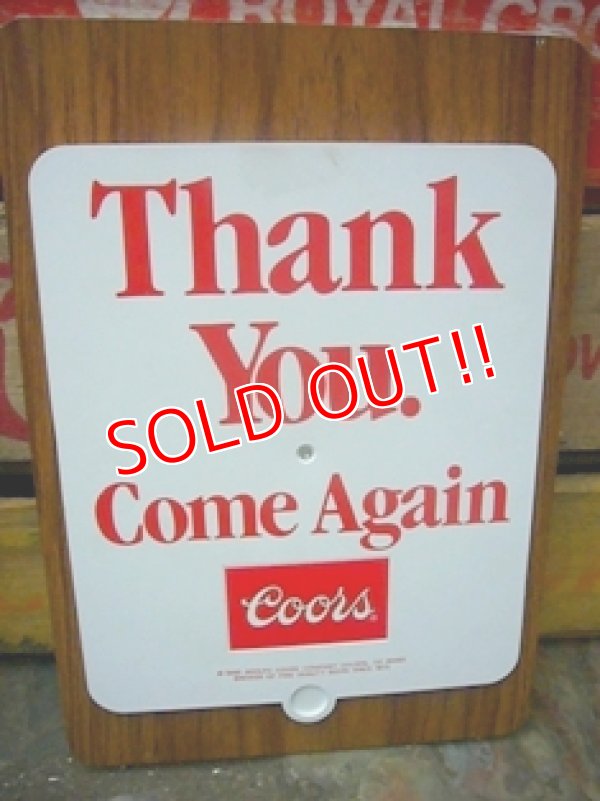 ROYAL CRO
Thank
You.
SOLD OUT!!
Come Again
Coors